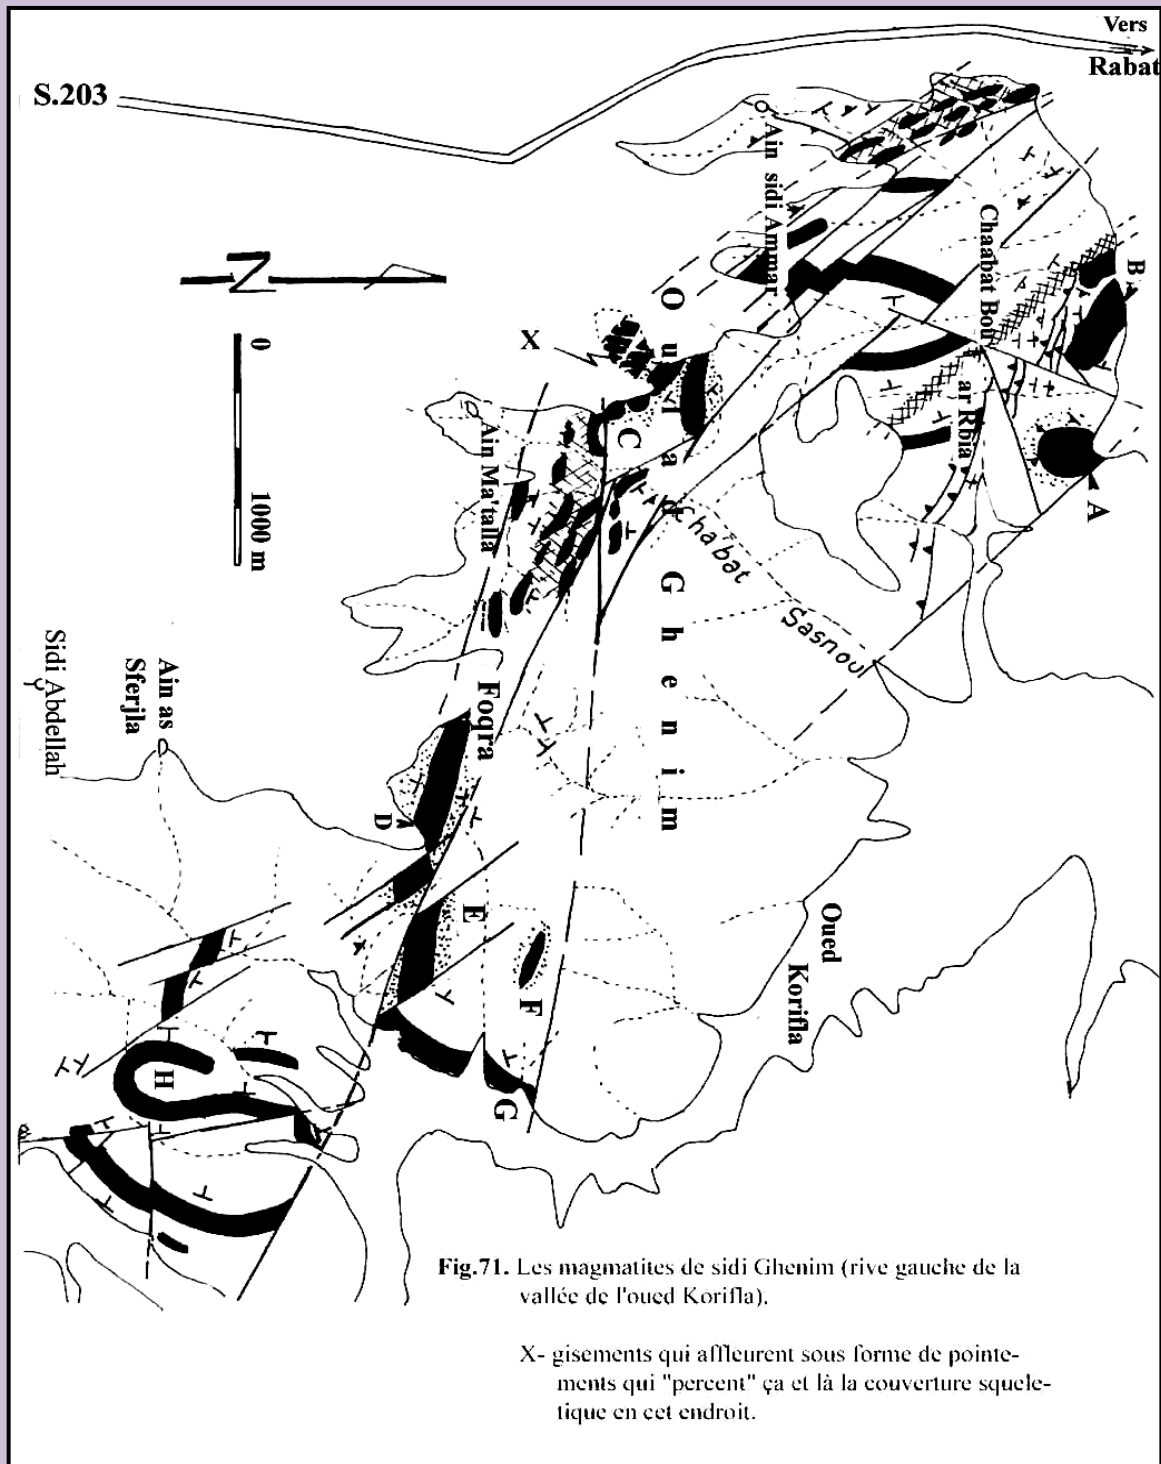 Vers
Rabat
S.203
Ain sidi Ammar
Chaabat Bou
ar Rbia
B
A
N
X
C
Oulad Ghenim
0
1000 m
Ain Ma'talla
Chabat
Sasnou
Foqra
Sidi Abdellah
Ain as
Sferjla
D
E
F
G
H
Oued
Korifla
Fig.71. Les magmatites de sidi Ghenim (rive gauche de la
vallée de l'oued Korifla).
X- gisements qui affleurent sous forme de pointe-
ments qui "percent" ça et là la couverture squele-
tique en cet endroit.